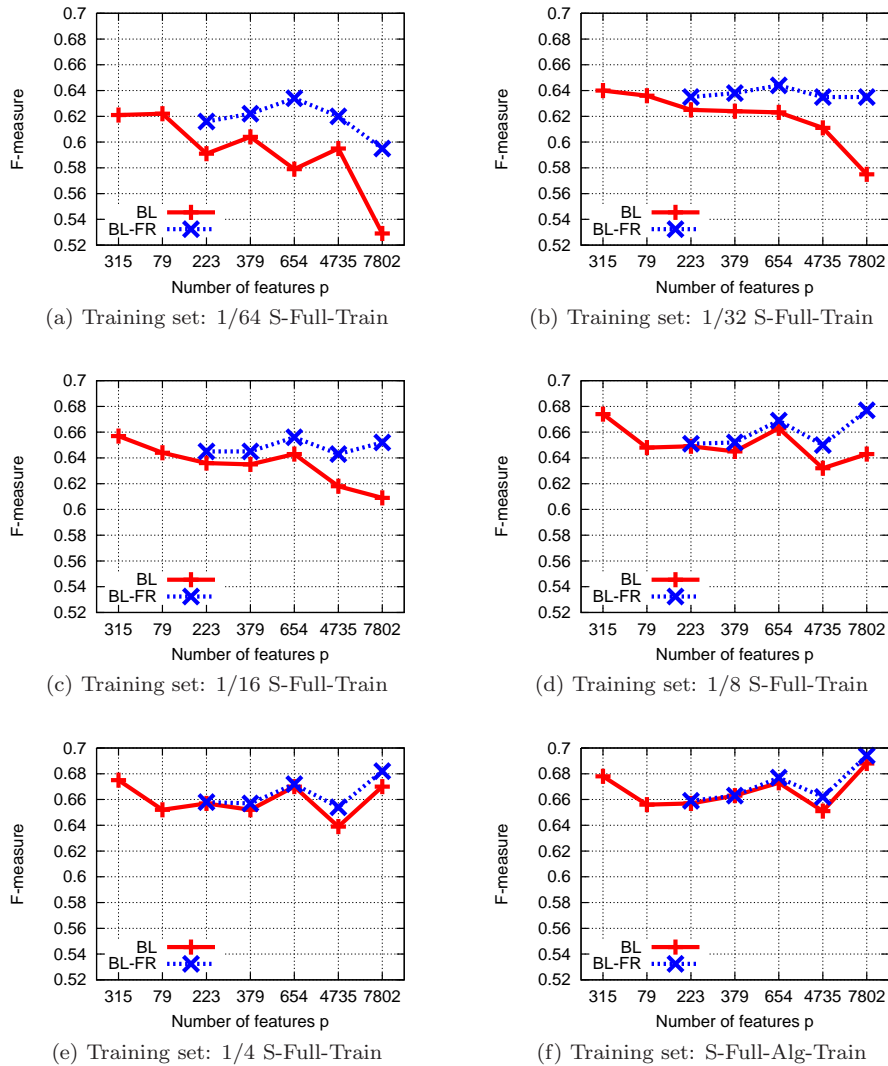 0.7
0.68
0.66
0.64
0.62
0.6
0.58
0.56
0.54
0.52
F-measure
BL
BL-FR
315 79 223 379 654 4735 7802
Number of features p
(a) Training set: 1/64 S-Full-Train
0.7
0.68
0.66
0.64
0.62
0.6
0.58
0.56
0.54
0.52
F-measure
BL
BL-FR
315 79 223 379 654 4735 7802
Number of features p
(b) Training set: 1/32 S-Full-Train
0.7
0.68
0.66
0.64
0.62
0.6
0.58
0.56
0.54
0.52
F-measure
BL
BL-FR
315 79 223 379 654 4735 7802
Number of features p
(c) Training set: 1/16 S-Full-Train
0.7
0.68
0.66
0.64
0.62
0.6
0.58
0.56
0.54
0.52
F-measure
BL
BL-FR
315 79 223 379 654 4735 7802
Number of features p
(d) Training set: 1/8 S-Full-Train
0.7
0.68
0.66
0.64
0.62
0.6
0.58
0.56
0.54
0.52
F-measure
BL
BL-FR
315 79 223 379 654 4735 7802
Number of features p
(e) Training set: 1/4 S-Full-Train
0.7
0.68
0.66
0.64
0.62
0.6
0.58
0.56
0.54
0.52
F-measure
BL
BL-FR
315 79 223 379 654 4735 7802
Number of features p
(f) Training set: S-Full-Alg-Train